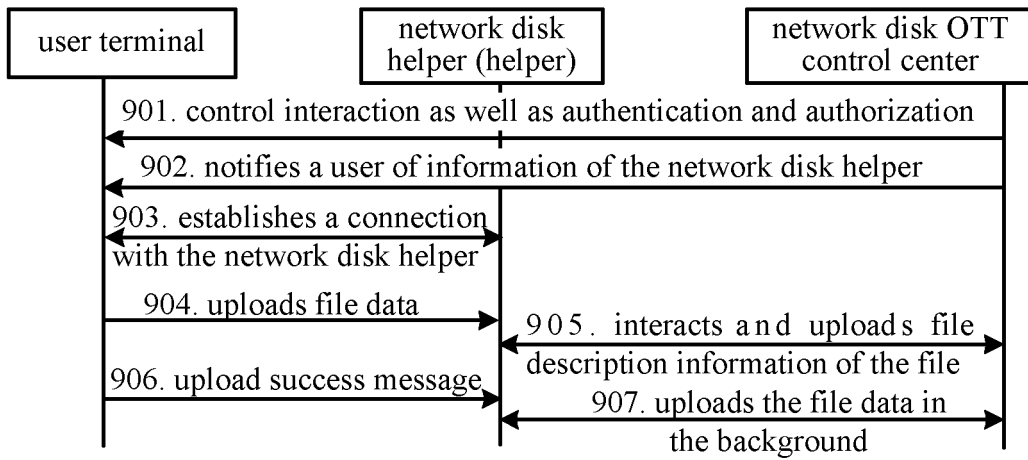 user terminal
network disk
helper (helper)
network disk OTT
control center
901. control interaction as well as authentication and authorization
902. notifies a user of information of the network disk helper
903. establishes a connection
with the network disk helper
904. uploads file data
905. interacts and uploads file
description information of the file
906. upload success message
907. uploads the file data in
the background